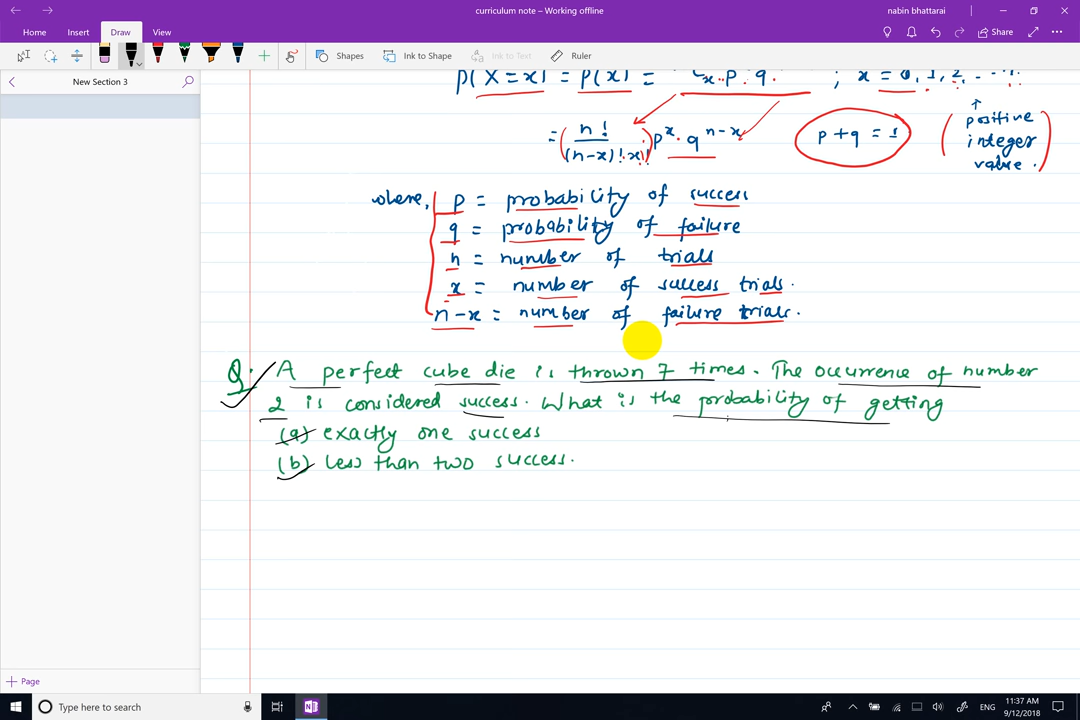 curriculum note – Working offline
nabin bhattarai
Home Insert Draw View
Share
Shapes Ink to Shape Ink to Text Ruler
New Section 3
P(X = x) = P(x) = ; x = 0, 1, 2, ...
= ( n! / (n-x)! . x! ) p^x . q^n-x
p + q = 1
( positive
integer
value . )
where, p = probability of success
q = probability of failure
n = number of trials
x = number of success trials.
n-x = number of failure trials.
Q. A perfect cube die is thrown 7 times. The occurrence of number
2 is considered success. What is the probability of getting
(a) exactly one success
(b) less than two success.
Page
Type here to search
ENG
11:37 AM
9/12/2018